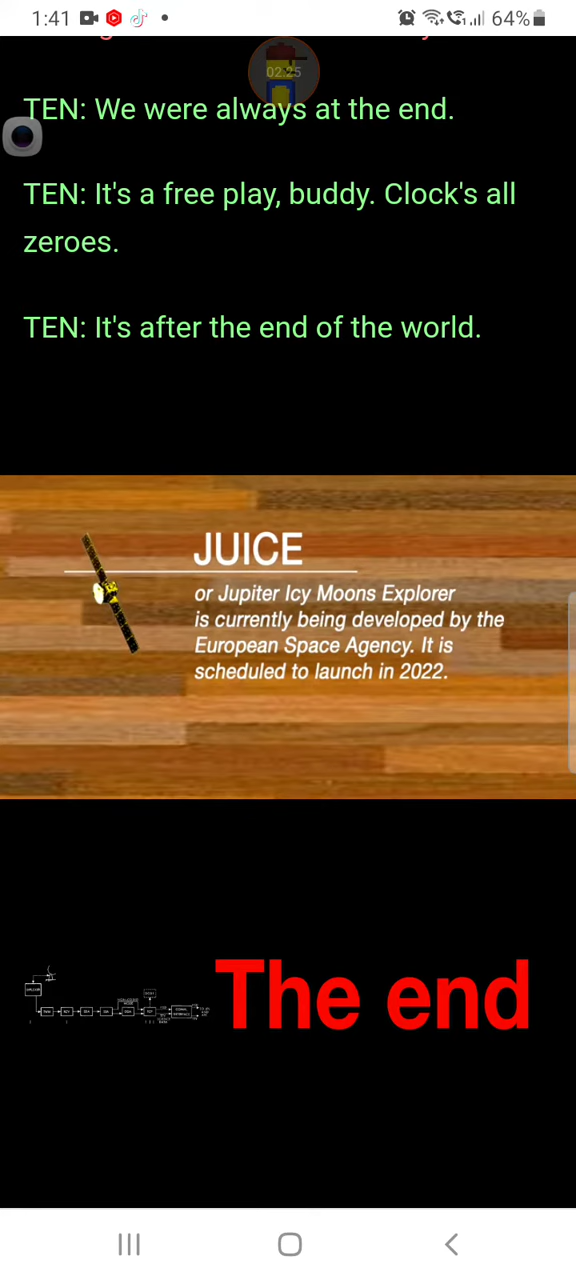 1:41
64%
02:25
TEN: We were always at the end.
TEN: It's a free play, buddy. Clock's all
zeroes.
TEN: It's after the end of the world.
JUICE
or Jupiter Icy Moons Explorer
is currently being developed by the
European Space Agency. It is
scheduled to launch in 2022.
The end